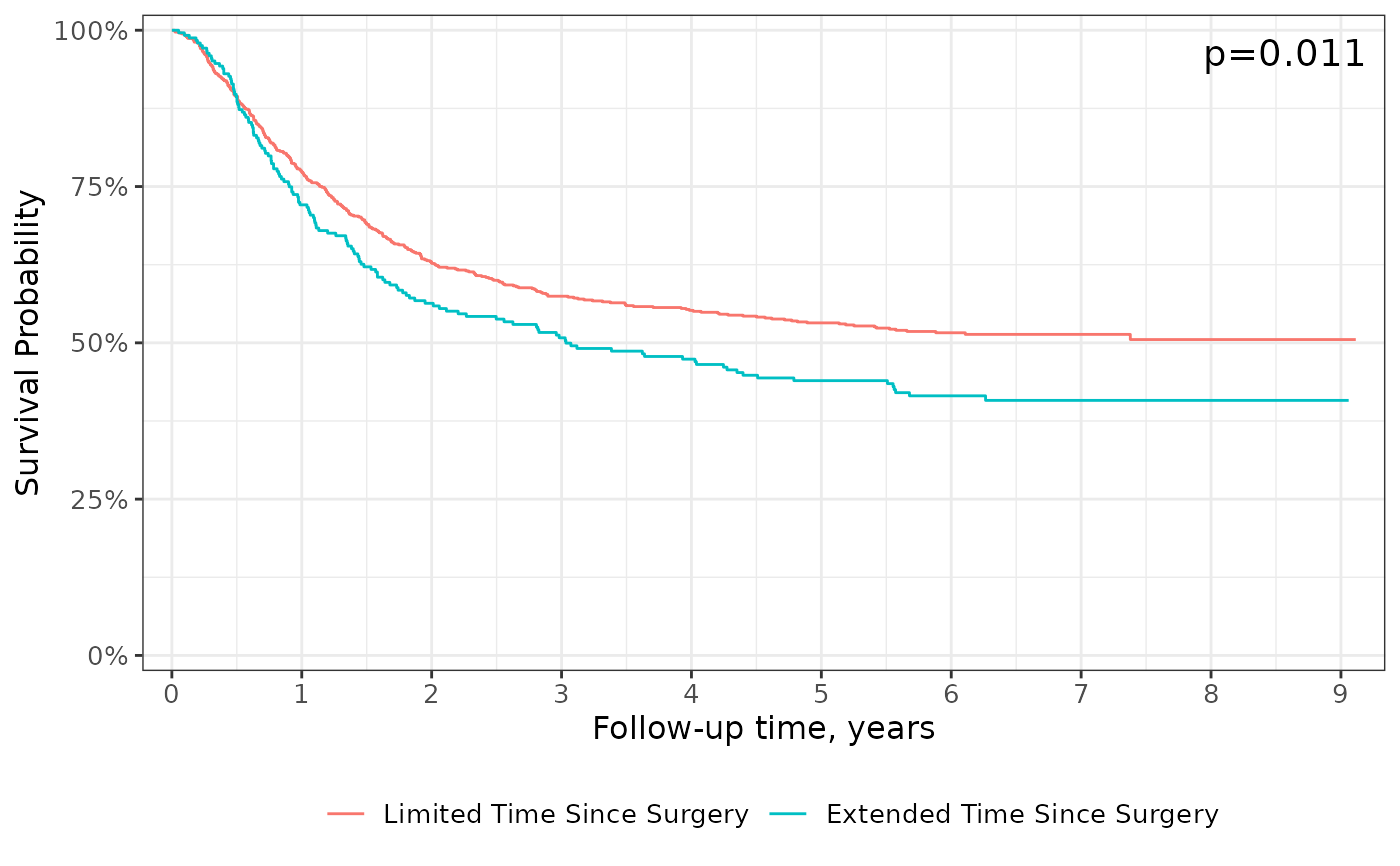 p=0.011
100%
75%
50%
25%
0%
Survival Probability
0 1 2 3 4 5 6 7 8 9
Follow-up time, years
Limited Time Since Surgery Extended Time Since Surgery